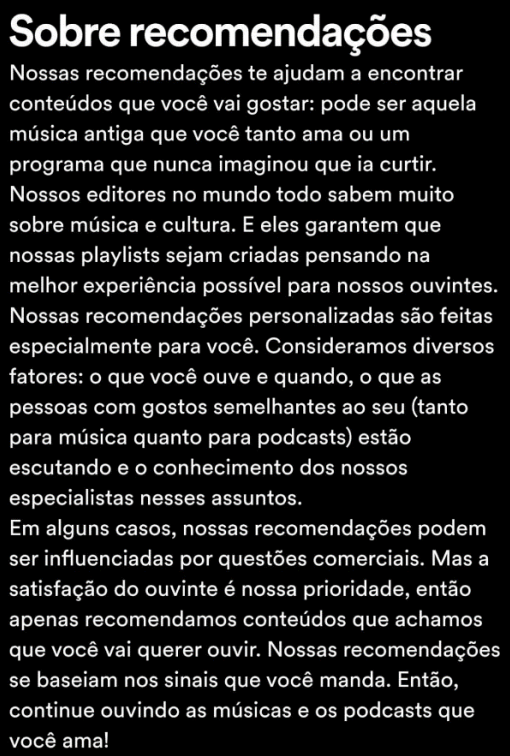 Sobre recomendações
Nossas recomendações te ajudam a encontrar
conteúdos que você vai gostar: pode ser aquela
música antiga que você tanto ama ou um
programa que nunca imaginou que ia curtir.
Nossos editores no mundo todo sabem muito
sobre música e cultura. E eles garantem que
nossas playlists sejam criadas pensando na
melhor experiência possível para nossos ouvintes.
Nossas recomendações personalizadas são feitas
especialmente para você. Consideramos diversos
fatores: o que você ouve e quando, o que as
pessoas com gostos semelhantes ao seu (tanto
para música quanto para podcasts) estão
escutando e o conhecimento dos nossos
especialistas nesses assuntos.
Em alguns casos, nossas recomendações podem
ser influenciadas por questões comerciais. Mas a
satisfação do ouvinte é nossa prioridade, então
apenas recomendamos conteúdos que achamos
que você vai querer ouvir. Nossas recomendações
se baseiam nos sinais que você manda. Então,
continue ouvindo as músicas e os podcasts que
você ama!